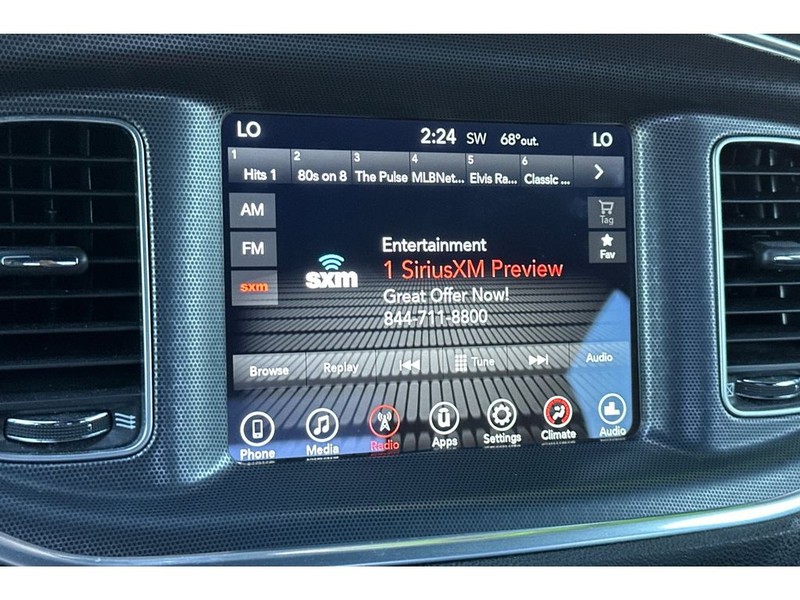 LO 2:24 SW 68°out. LO
1 2 3 4 5 6
Hits 1 80s on 8 The Pulse MLBNet... Elvis Ra... Classic ... >
AM
Tag
FM
Fav
sxm
sxm
Entertainment
1 SiriusXM Preview
Great Offer Now!
844-711-8800
Browse Replay Tune Audio
Phone Media Radio Apps Settings Climate Audio